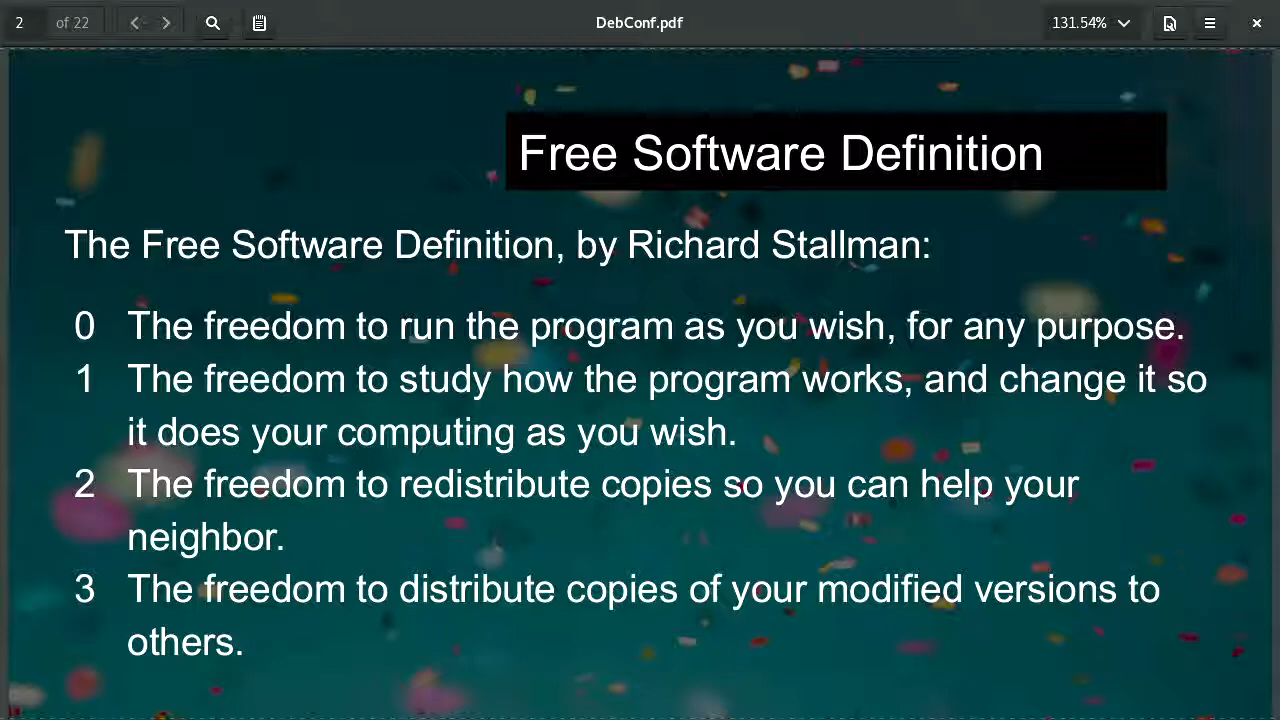 2 of 22 DebConf.pdf 131.54%
Free Software Definition
The Free Software Definition, by Richard Stallman:
0 The freedom to run the program as you wish, for any purpose.
1 The freedom to study how the program works, and change it so
it does your computing as you wish.
2 The freedom to redistribute copies so you can help your
neighbor.
3 The freedom to distribute copies of your modified versions to
others.